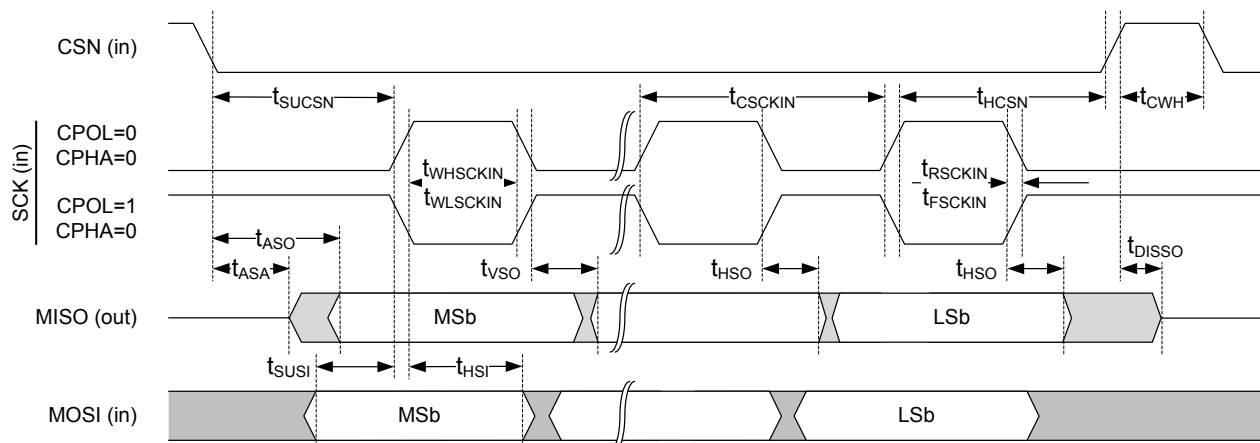 CSN (in)
tSUCSN
tCSCKIN
tHCSN
tCWH
SCK (in)
CPOL=0
CPHA=0
tWHSCKIN
tWLSCKIN
tRSCKIN
tFSCKIN
CPOL=1
CPHA=0
tASO
tASA
tVSO
tHSO
tHSO
tDISSO
MISO (out)
MSb
LSb
tSUSI
tHSI
MOSI (in)
MSb
LSb